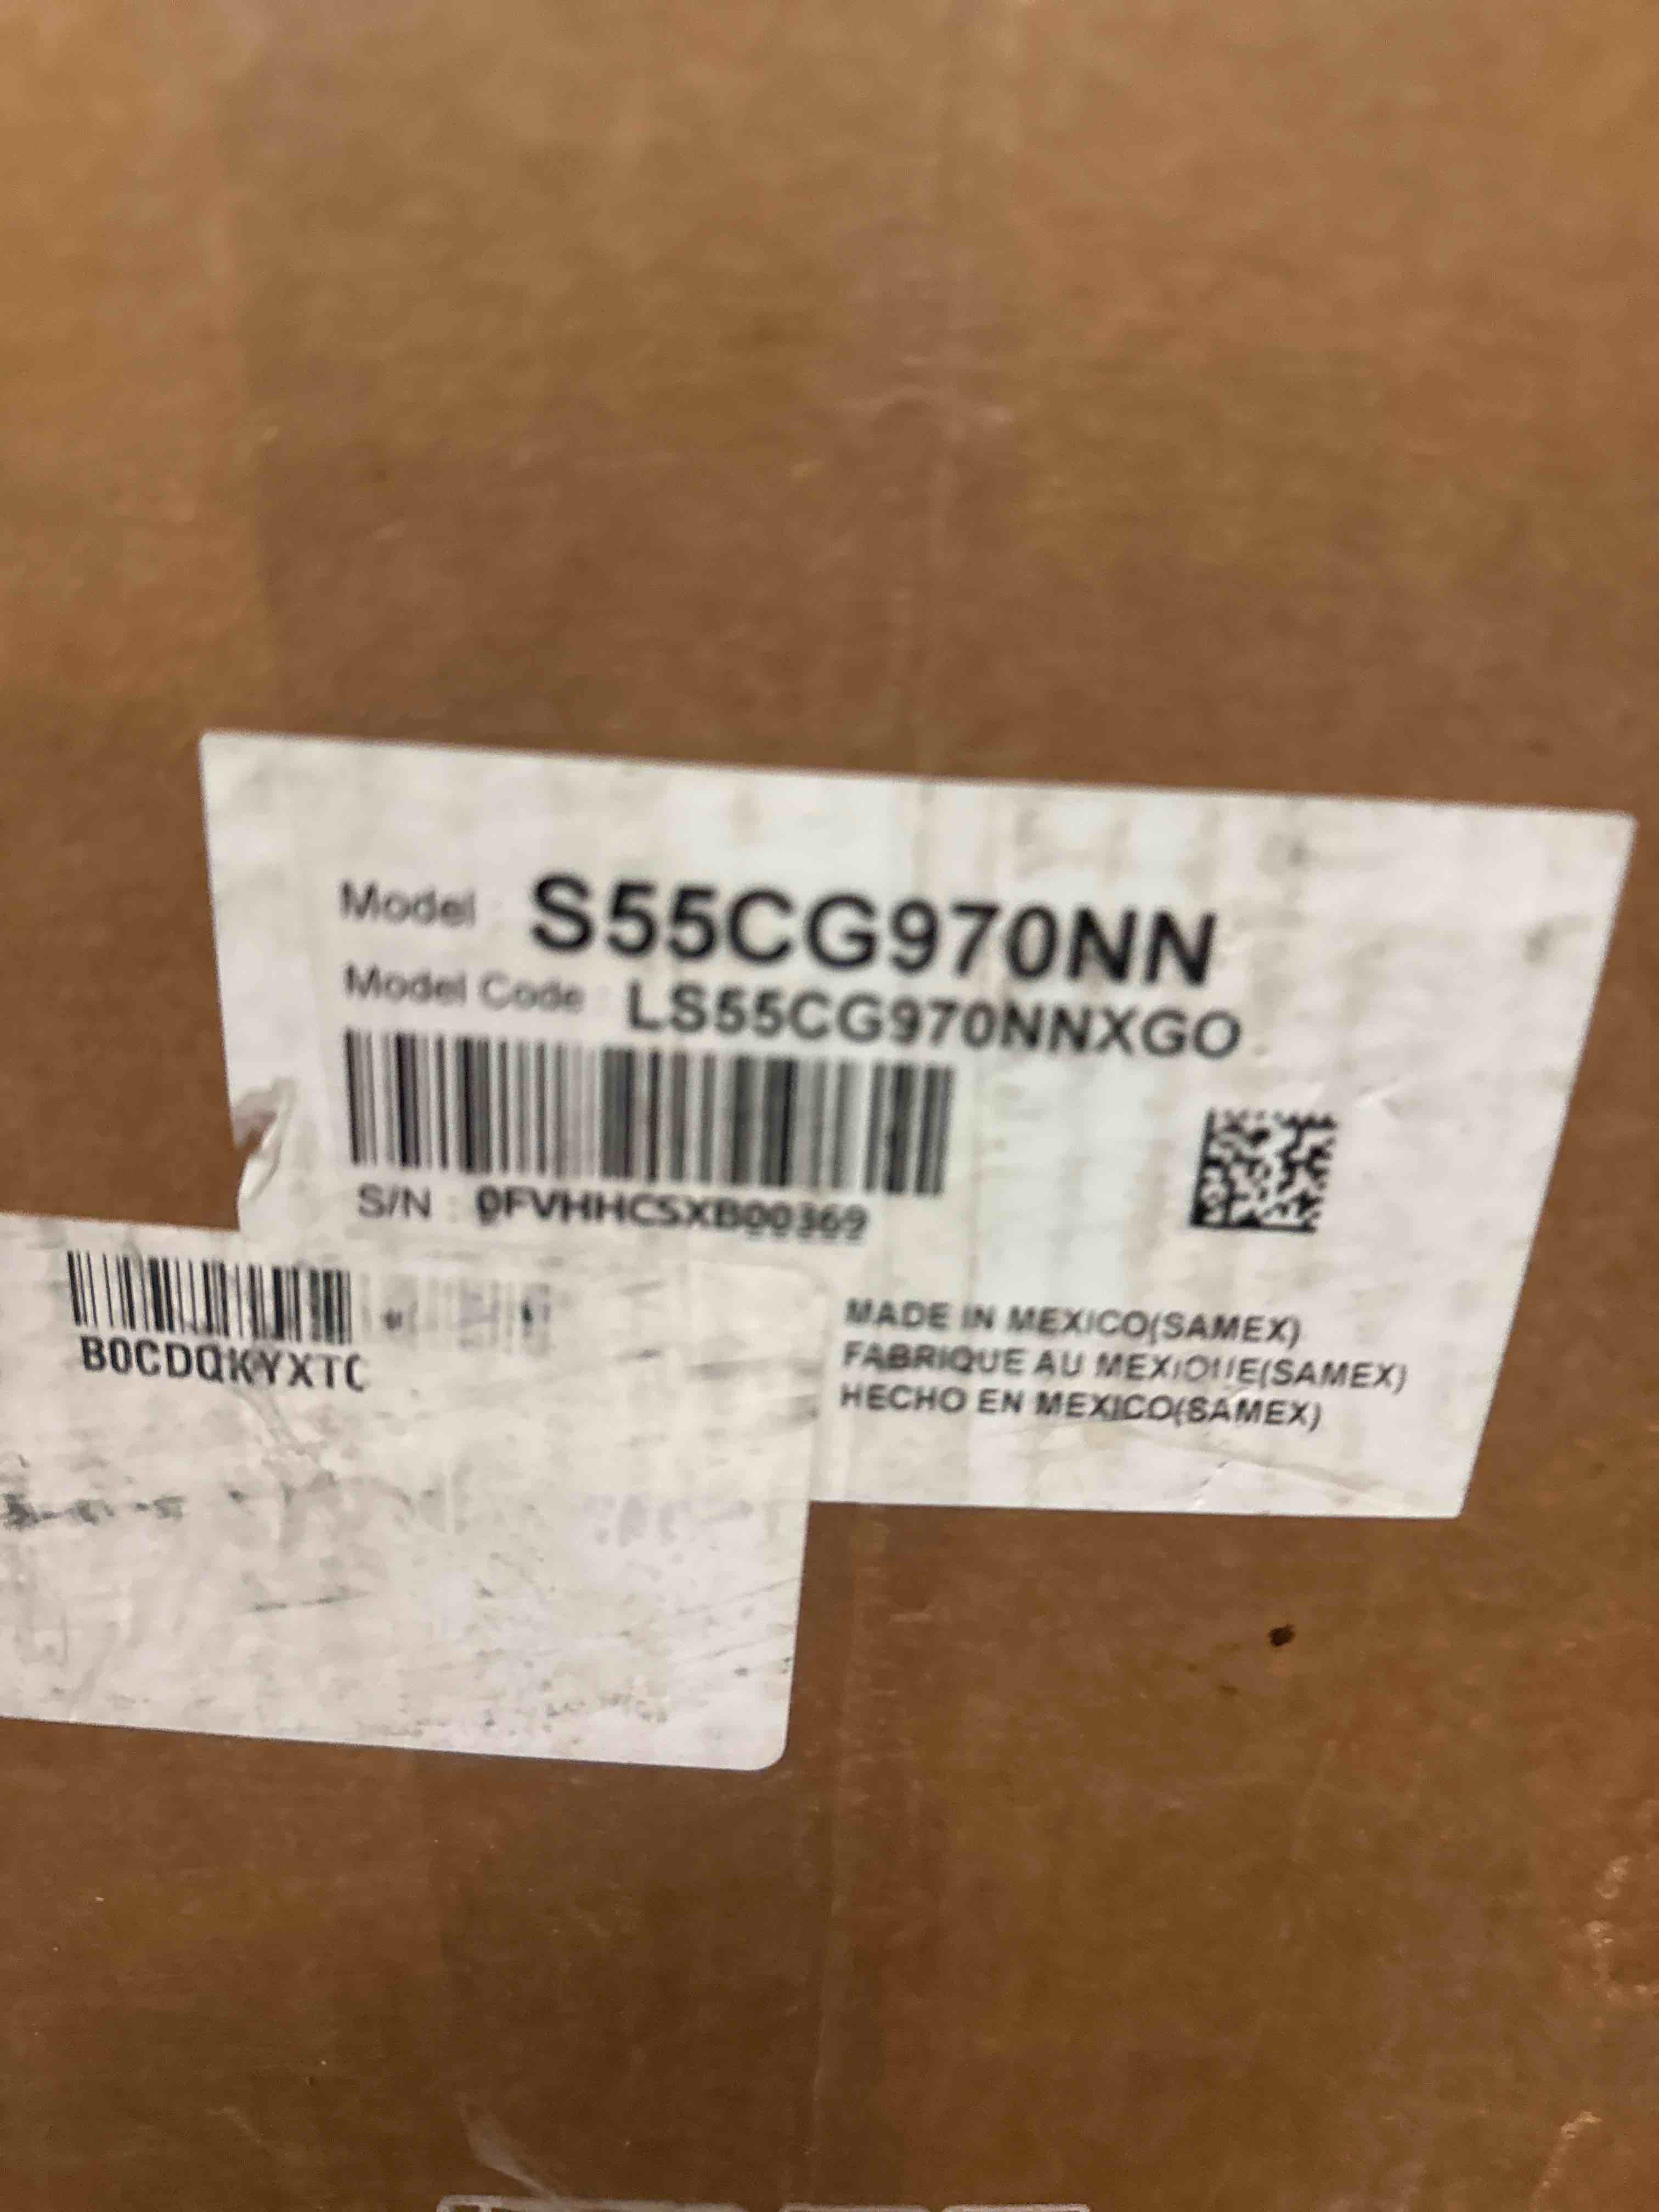 Model : S55CG970NN
Model Code : LS55CG970NNXGO
S/N : 0FVHHCSXB00369
B0CDQKYXTC
MADE IN MEXICO(SAMEX)
FABRIQUE AU MEXIQUE(SAMEX)
HECHO EN MEXICO(SAMEX)